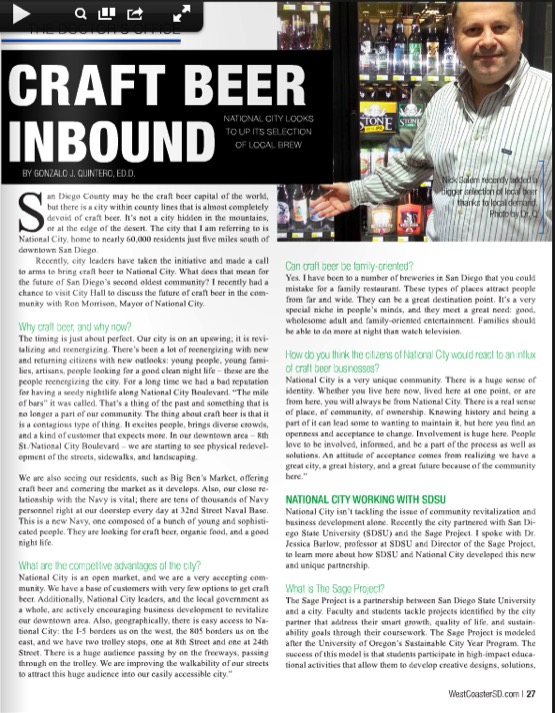 THE DOCTOR'S OFFICE
CRAFT BEER
INBOUND
NATIONAL CITY LOOKS
TO UP ITS SELECTION
OF LOCAL BREW
BY GONZALO J. QUINTERO, ED.D.
STONE
STONE
Nick Salem recently added a
bigger selection of local beer
thanks to local demand.
Photo by Dr. Q
San Diego County may be the craft beer capital of the world,
but there is a city within county lines that is almost completely
devoid of craft beer. It's not a city hidden in the mountains,
or at the edge of the desert. The city that I am referring to is
National City, home to nearly 60,000 residents just five miles south of
downtown San Diego.
Recently, city leaders have taken the initiative and made a call
to arms to bring craft beer to National City. What does that mean for
the future of San Diego's second oldest community? I recently had a
chance to visit City Hall to discuss the future of craft beer in the com-
munity with Ron Morrison, Mayor of National City.
Why craft beer, and why now?
The timing is just about perfect. Our city is on an upswing; it is revi-
talizing and reenergizing. There's been a lot of reenergizing with new
and returning citizens with new outlooks: young people, young fami-
lies, artisans, people looking for a good clean night life – these are the
people reenergizing the city. For a long time we had a bad reputation
for having a seedy nightlife along National City Boulevard. "The mile
of bars" it was called. That's a thing of the past and something that is
no longer a part of our community. The thing about craft beer is that it
is a contagious type of thing. It excites people, brings diverse crowds,
and a kind of customer that expects more. In our downtown area – 8th
St./National City Boulevard – we are starting to see physical redevel-
opment of the streets, sidewalks, and landscaping.
We are also seeing our residents, such as Big Ben's Market, offering
craft beer and cornering the market as it develops. Also, our close re-
lationship with the Navy is vital; there are tens of thousands of Navy
personnel right at our doorstep every day at 32nd Street Naval Base.
This is a new Navy, one composed of a bunch of young and sophisti-
cated people. They are looking for craft beer, organic food, and a good
night life.
What are the competitive advantages of the city?
National City is an open market, and we are a very accepting com-
munity. We have a base of customers with very few options to get craft
beer. Additionally, National City leaders, and the local government as
a whole, are actively encouraging business development to revitalize
our downtown area. Also, geographically, there is easy access to Na-
tional City: the I-5 borders us on the west, the 805 borders us on the
east, and we have two trolley stops, one at 8th Street and one at 24th
Street. There is a huge audience passing by on the freeways, passing
through on the trolley. We are improving the walkability of our streets
to attract this huge audience into our easily accessible city."
Can craft beer be family-oriented?
Yes. I have been to a number of breweries in San Diego that you could
mistake for a family restaurant. These types of places attract people
from far and wide. They can be a great destination point. It's a very
special niche in people's minds, and they meet a great need: good,
wholesome adult and family-oriented entertainment. Families should
be able to do more at night than watch television.
How do you think the citizens of National City would react to an influx
of craft beer businesses?
National City is a very unique community. There is a huge sense of
identity. Whether you live here now, lived here at one point, or are
from here, you will always be from National City. There is a real sense
of place, of community, of ownership. Knowing history and being a
part of it can lead some to wanting to maintain it, but here you find an
openness and acceptance to change. Involvement is huge here. People
love to be involved, informed, and be a part of the process as well as
solutions. An attitude of acceptance comes from realizing we have a
great city, a great history, and a great future because of the community
here."
NATIONAL CITY WORKING WITH SDSU
National City isn't tackling the issue of community revitalization and
business development alone. Recently the city partnered with San Di-
ego State University (SDSU) and the Sage Project. I spoke with Dr.
Jessica Barlow, professor at SDSU and Director of the Sage Project,
to learn more about how SDSU and National City developed this new
and unique partnership.
What is The Sage Project?
The Sage Project is a partnership between San Diego State University
and a city. Faculty and students tackle projects identified by the city
partner that address their smart growth, quality of life, and sustain-
ability goals through their coursework. The Sage Project is modeled
after the University of Oregon's Sustainable City Year Program. The
success of this model is that students participate in high-impact educa-
tional activities that allow them to develop creative designs, solutions,
WestCoasterSD.com | 27